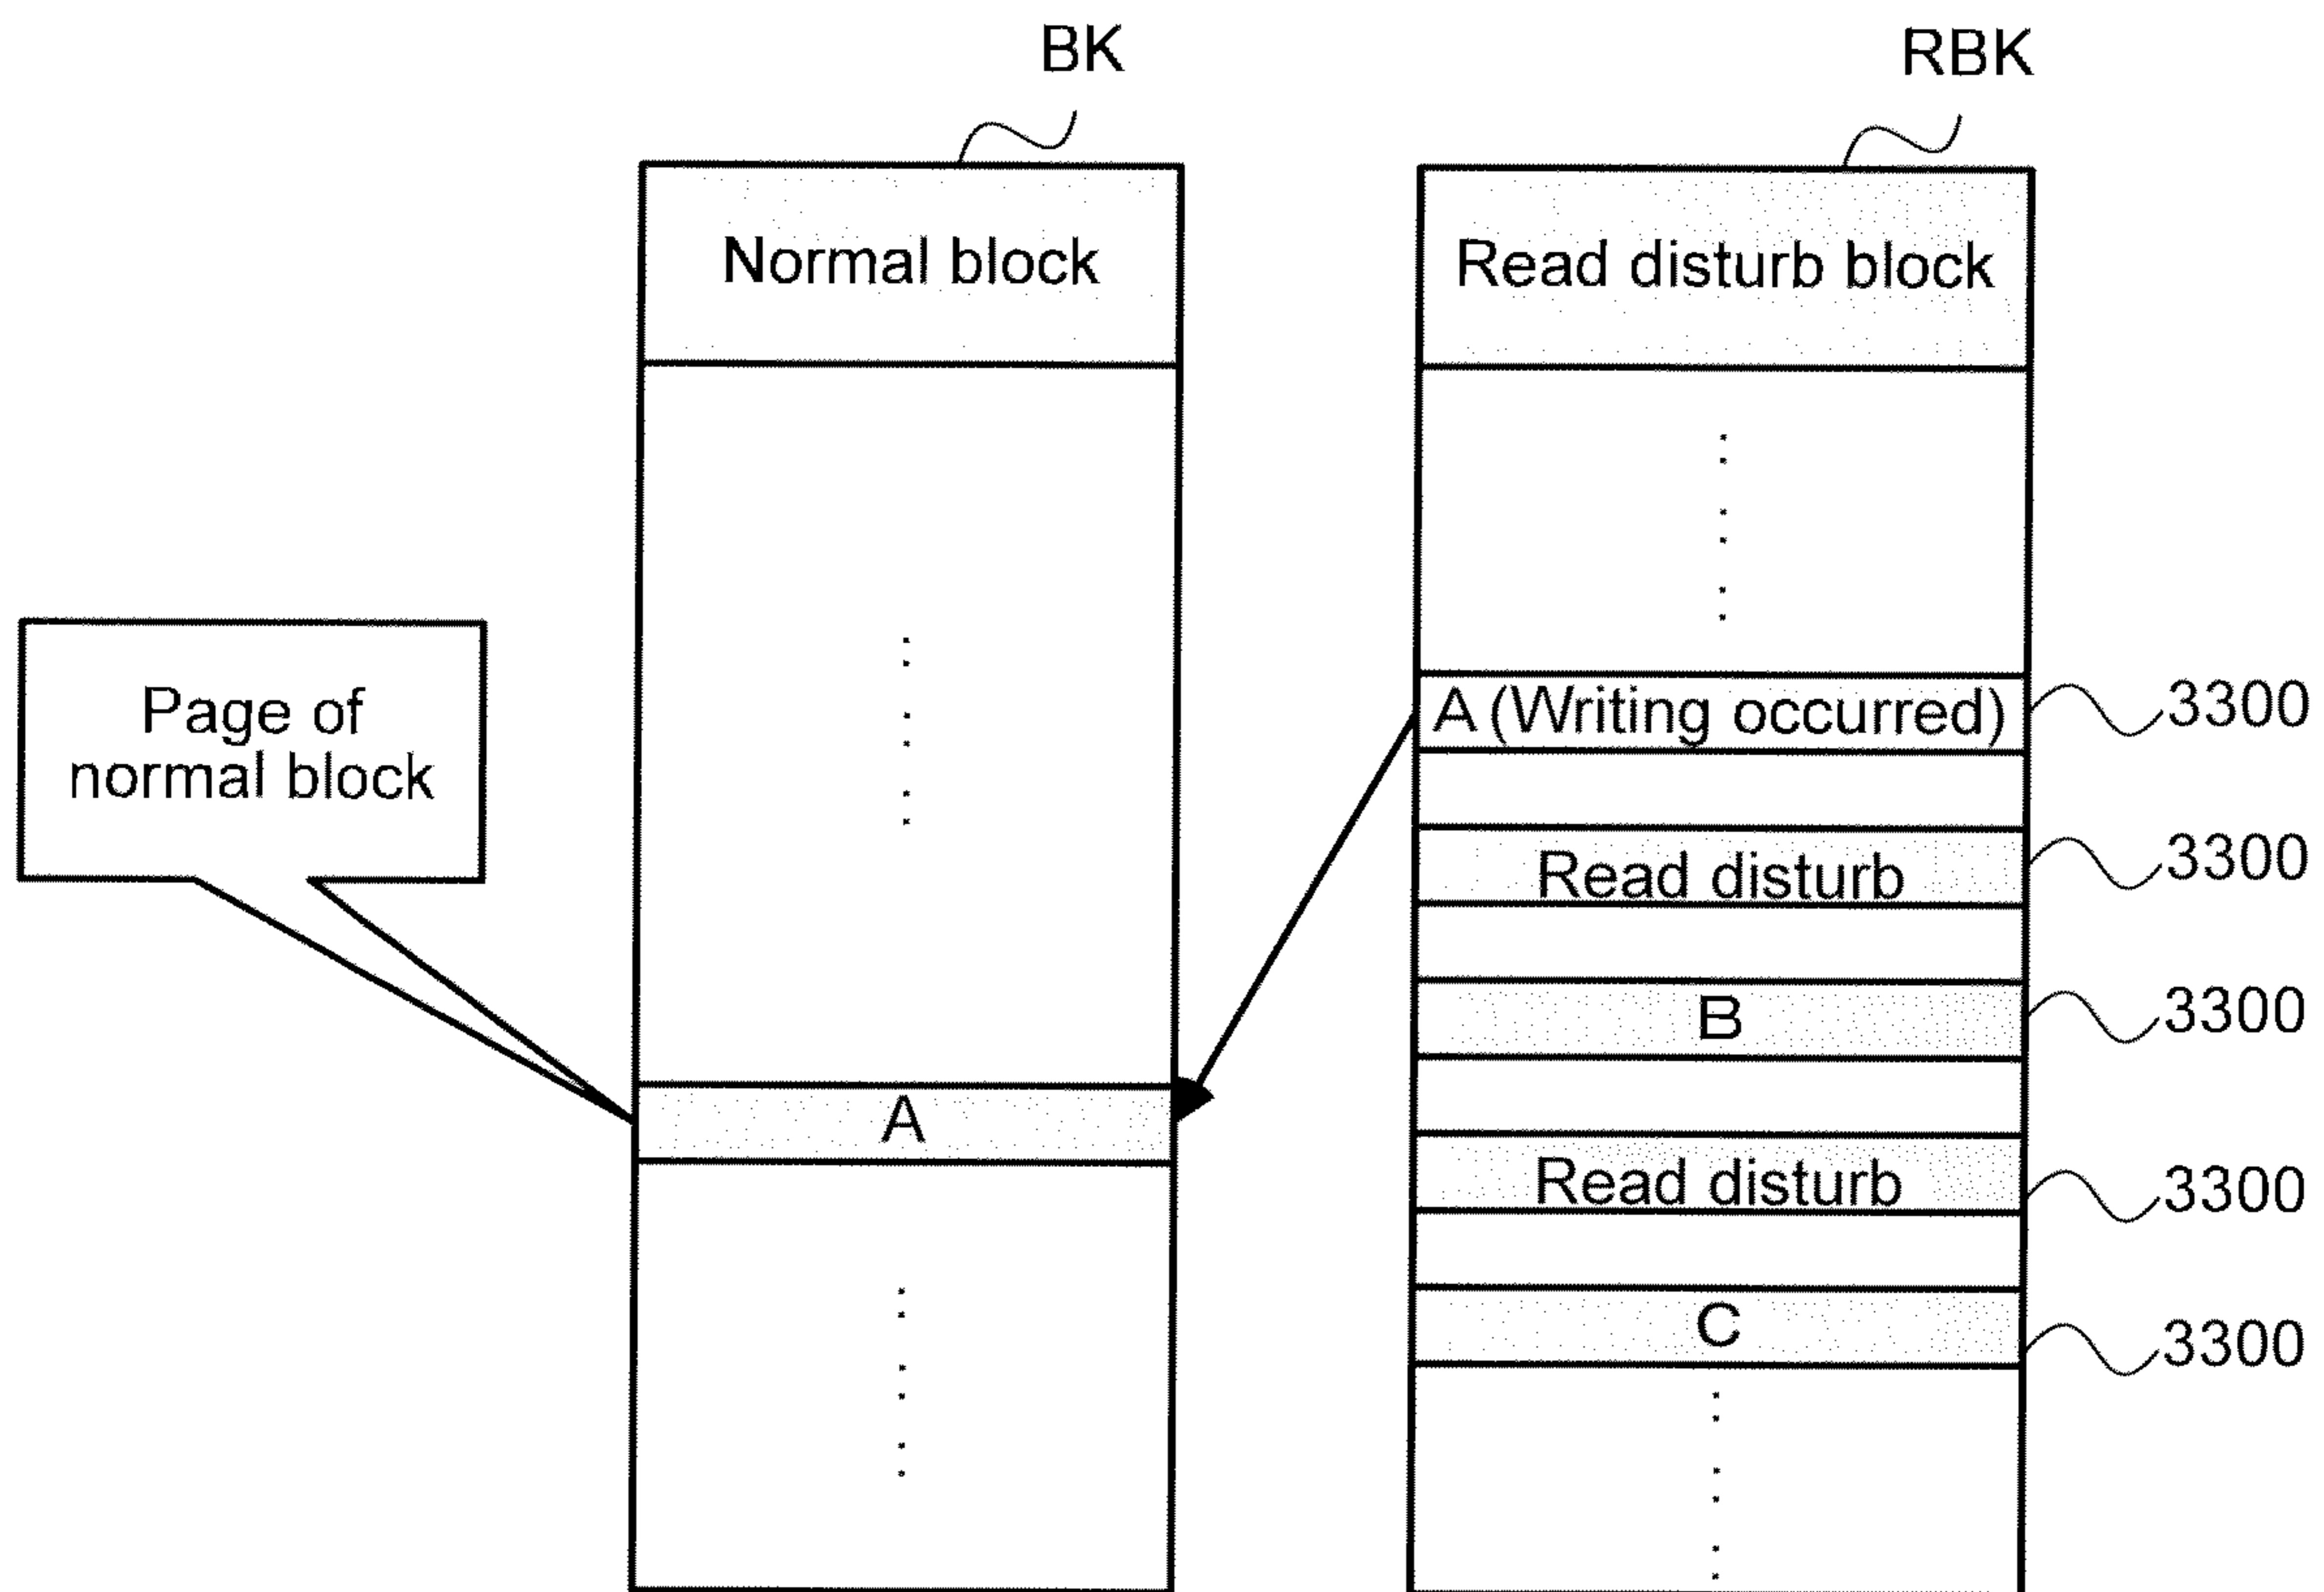 BK
RBK
Normal block
Read disturb block
Page of
normal block
A (Writing occurred)
3300
Read disturb
3300
B
3300
A
Read disturb
3300
C
3300